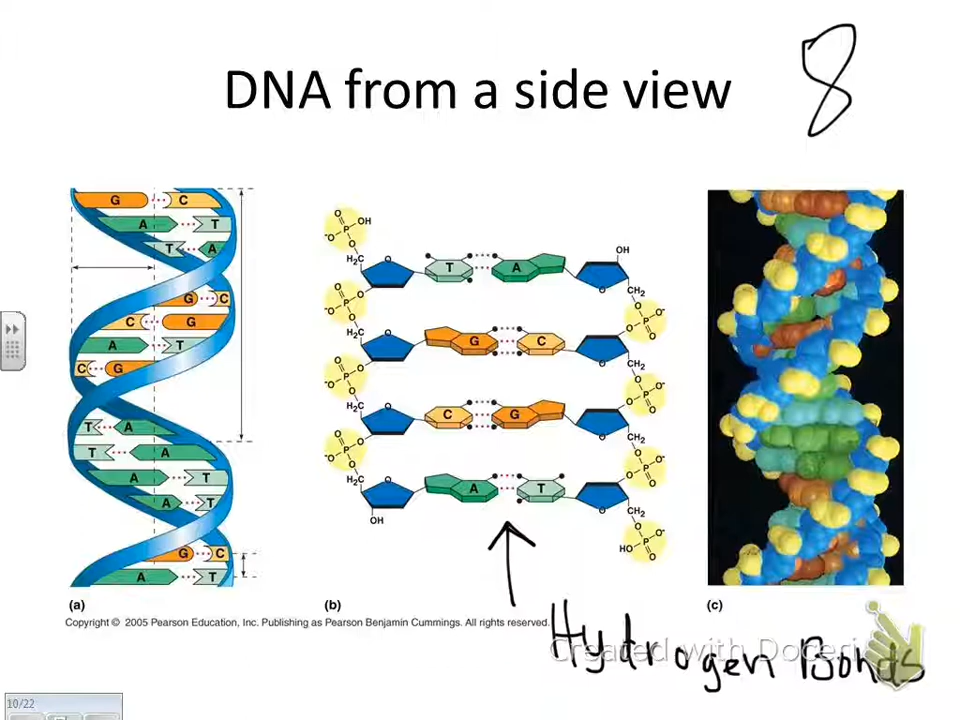 DNA from a side view
8
G C
A T
T A
G C
C G
A T
C G
T A
T A
A T
A T
G C
A T
(a)
O
P OH
-O
O
H2C O
T A
OH
O
CH2
O
O
P
-O
O
H2C O
G C
O
CH2
O
P O-
O
O
P
-O
O
H2C O
C G
O
CH2
O
P O-
O
O
P
-O
O
H2C O
OH
A T
O
CH2
O
P O-
O
HO P O-
O
(b)
(c)
Copyright © 2005 Pearson Education, Inc. Publishing as Pearson Benjamin Cummings. All rights reserved.
Hydrogen Bonds
Created with Doceri
10/22